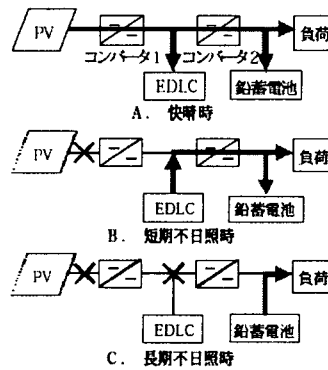 PV
コンバータ1
コンバータ2
負荷
EDLC
鉛蓄電池
A. 快晴時
PV
負荷
EDLC
鉛蓄電池
B. 短期不日照時
PV
負荷
EDLC
鉛蓄電池
C. 長期不日照時